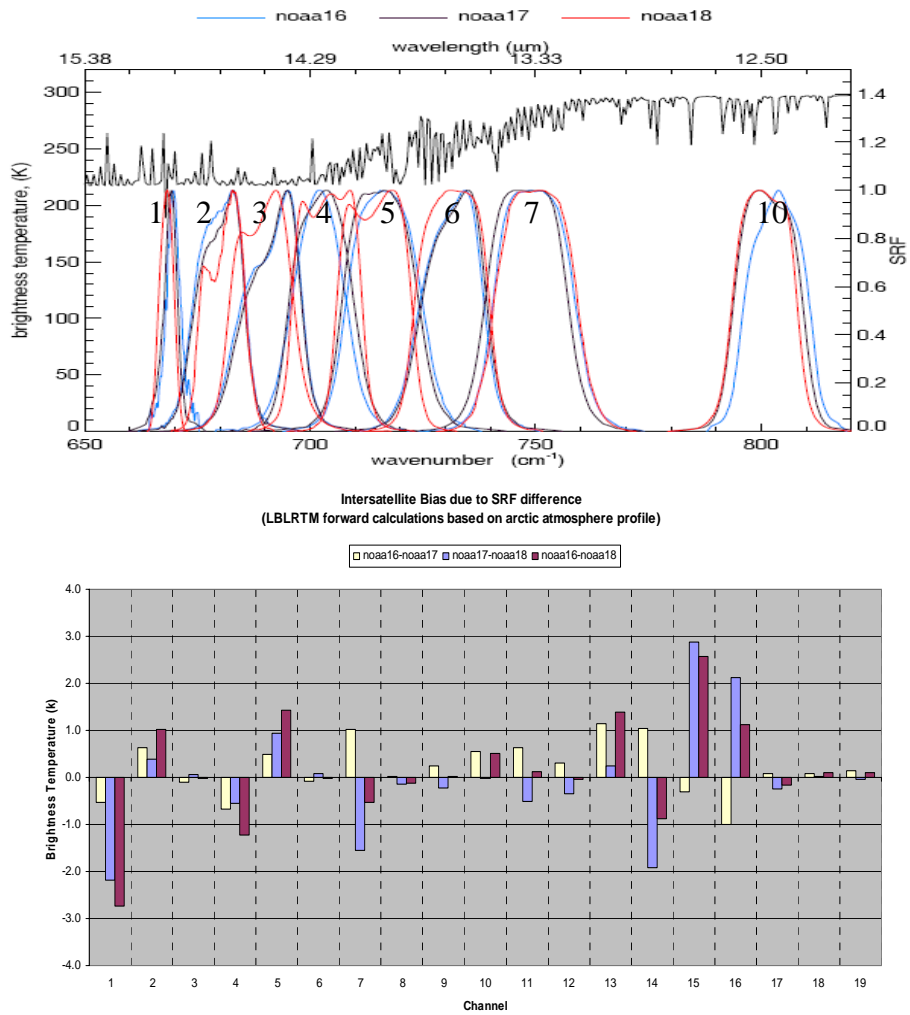 noaa16 noaa17 noaa18
wavelength (μm)
15.38 14.29 13.33 12.50
300
250
200
150
100
50
0
brightness temperature, (K)
1.4
1.2
1.0
0.8
0.6
0.4
0.2
0.0
SRF
1 2 3 4 5 6 7 10
650 700 750 800
wavenumber (cm-1)
Intersatellite Bias due to SRF difference
(LBLRTM forward calculations based on arctic atmosphere profile)
noaa16-noaa17 noaa17-noaa18 noaa16-noaa18
4.0
3.0
2.0
1.0
0.0
-1.0
-2.0
-3.0
-4.0
Brightness Temperature (k)
1 2 3 4 5 6 7 8 9 10 11 12 13 14 15 16 17 18 19
Channel